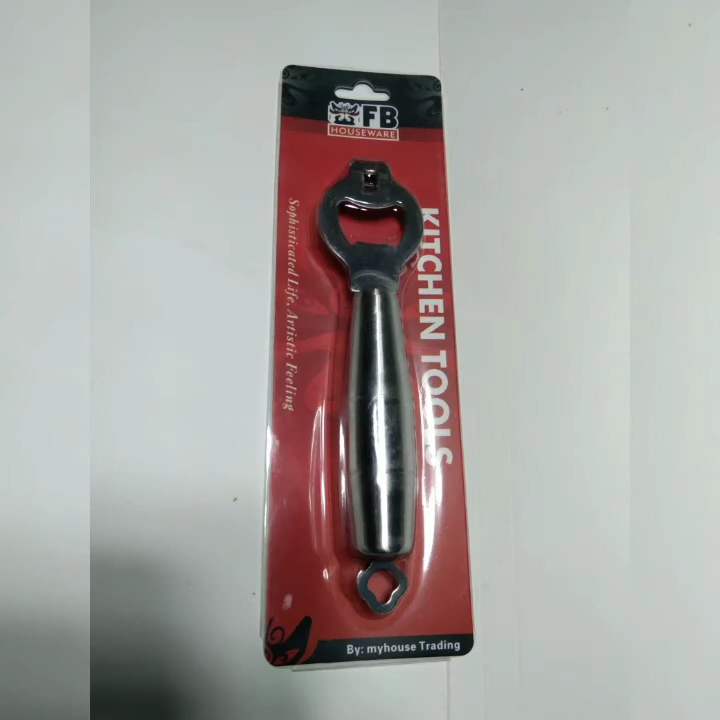 FB
HOUSEWARE
KITCHEN TOOLS
Sophisticated Life, Artistic Feeling
By: myhouse Trading